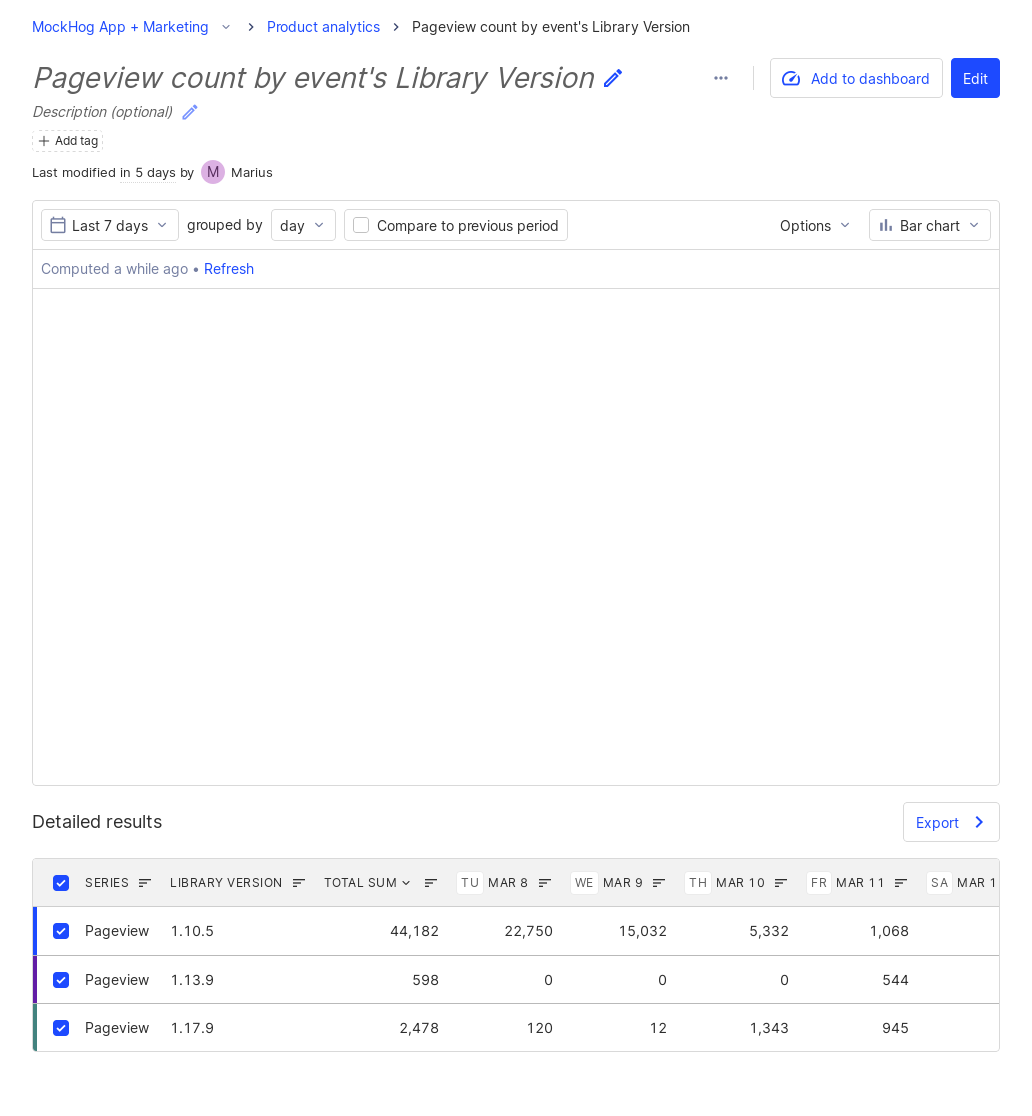 MockHog App + Marketing Product analytics Pageview count by event's Library Version
Pageview count by event's Library Version
Add to dashboard Edit
Description (optional)
Add tag
Last modified in 5 days by M Marius
Last 7 days grouped by day Compare to previous period Options Bar chart
Computed a while ago • Refresh
Detailed results Export
SERIES LIBRARY VERSION TOTAL SUM TU MAR 8 WE MAR 9 TH MAR 10 FR MAR 11 SA MAR 1
Pageview 1.10.5 44,182 22,750 15,032 5,332 1,068
Pageview 1.13.9 598 0 0 0 544
Pageview 1.17.9 2,478 120 12 1,343 945